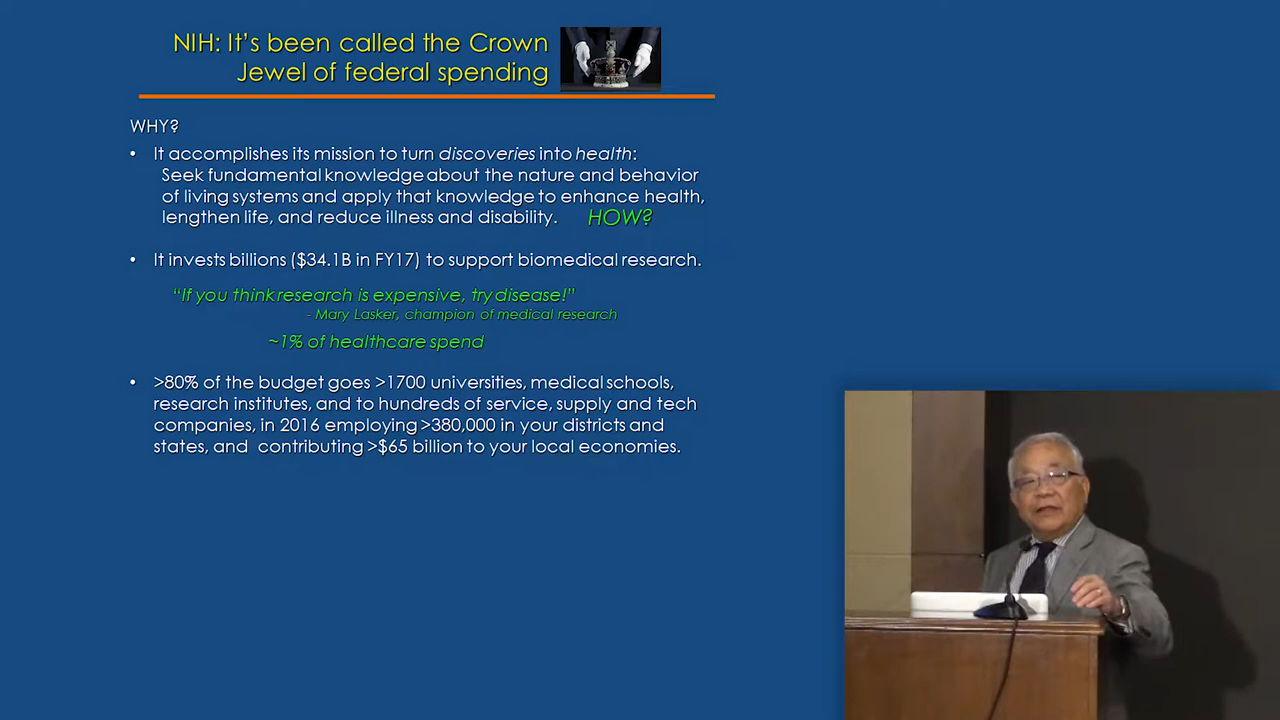 NIH: It’s been called the Crown
Jewel of federal spending
WHY?
• It accomplishes its mission to turn discoveries into health:
Seek fundamental knowledge about the nature and behavior
of living systems and apply that knowledge to enhance health,
lengthen life, and reduce illness and disability. HOW?
• It invests billions ($34.1B in FY17) to support biomedical research.
“If you think research is expensive, try disease!”
- Mary Lasker, champion of medical research
~1% of healthcare spend
• >80% of the budget goes >1700 universities, medical schools,
research institutes, and to hundreds of service, supply and tech
companies, in 2016 employing >380,000 in your districts and
states, and contributing >$65 billion to your local economies.